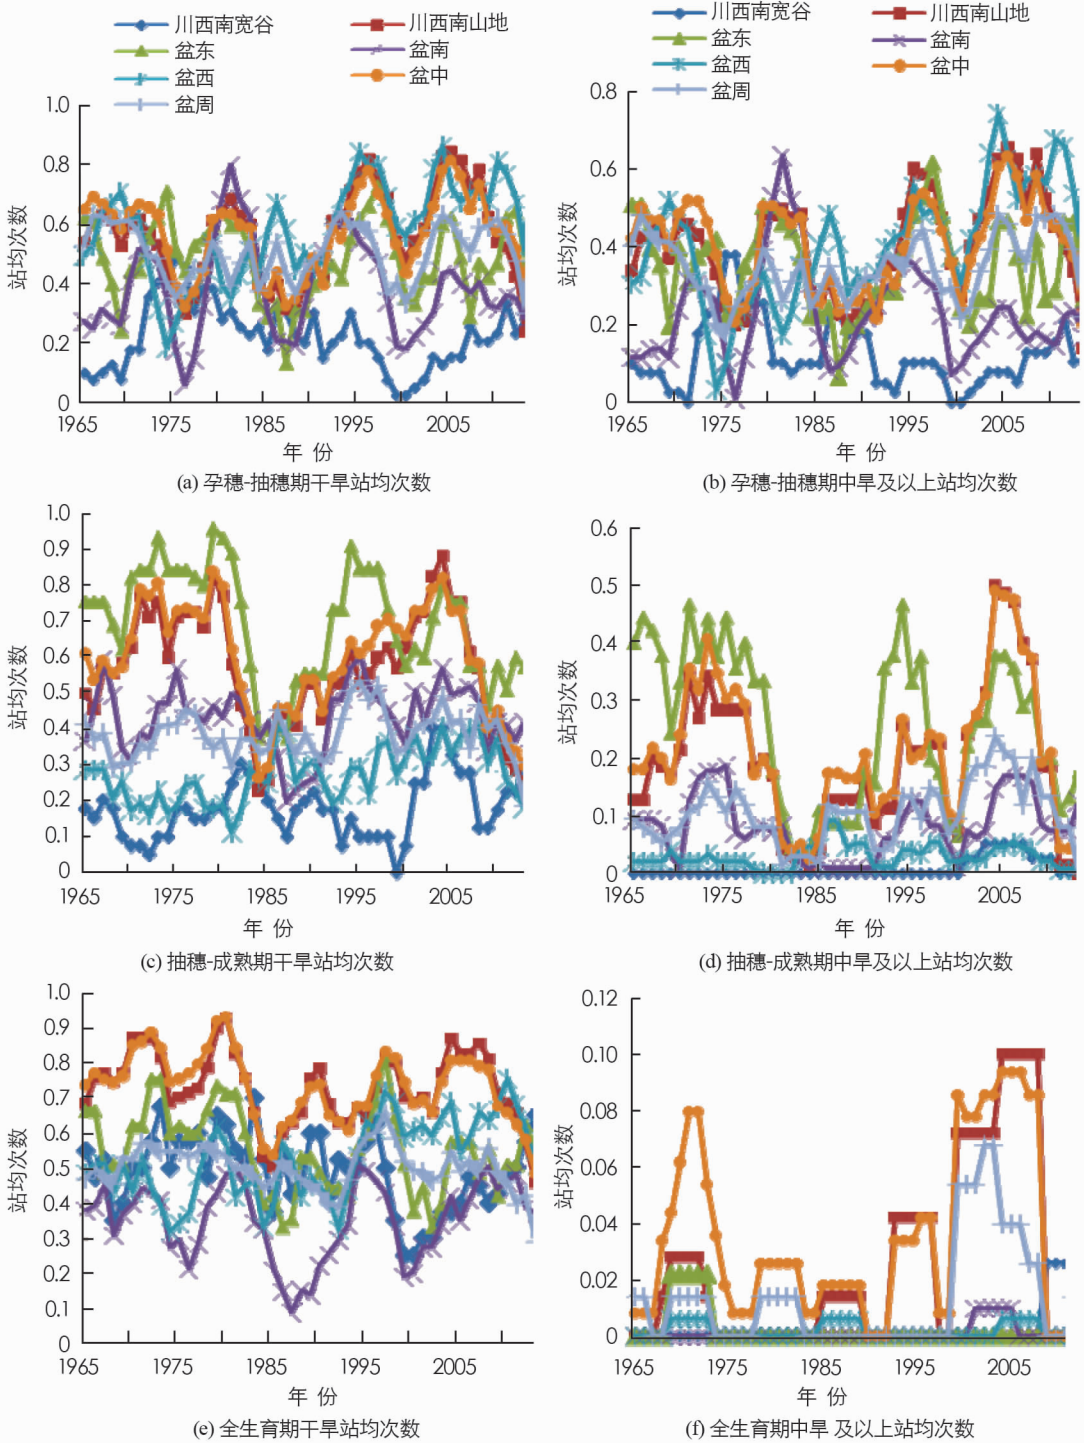 川西南宽谷 川西南山地
盆东 盆南
盆西 盆中
盆周
川西南宽谷 川西南山地
盆东 盆南
盆西 盆中
盆周
1.0
0.8
0.6
0.4
0.2
0
站均次数
1965 1975 1985 1995 2005
年 份
(a) 孕穗-抽穗期干旱站均次数
0.8
0.6
0.4
0.2
0
站均次数
1965 1975 1985 1995 2005
年 份
(b) 孕穗-抽穗期中旱及以上站均次数
1.0
0.9
0.8
0.7
0.6
0.5
0.4
0.3
0.2
0.1
0
站均次数
1965 1975 1985 1995 2005
年 份
(c) 抽穗-成熟期干旱站均次数
0.6
0.5
0.4
0.3
0.2
0.1
0
站均次数
1965 1975 1985 1995 2005
年 份
(d) 抽穗-成熟期中旱及以上站均次数
1.0
0.9
0.8
0.7
0.6
0.5
0.4
0.3
0.2
0.1
0
站均次数
1965 1975 1985 1995 2005
年 份
(e) 全生育期干旱站均次数
0.12
0.10
0.08
0.06
0.04
0.02
0
站均次数
1965 1975 1985 1995 2005
年 份
(f) 全生育期中旱 及以上站均次数